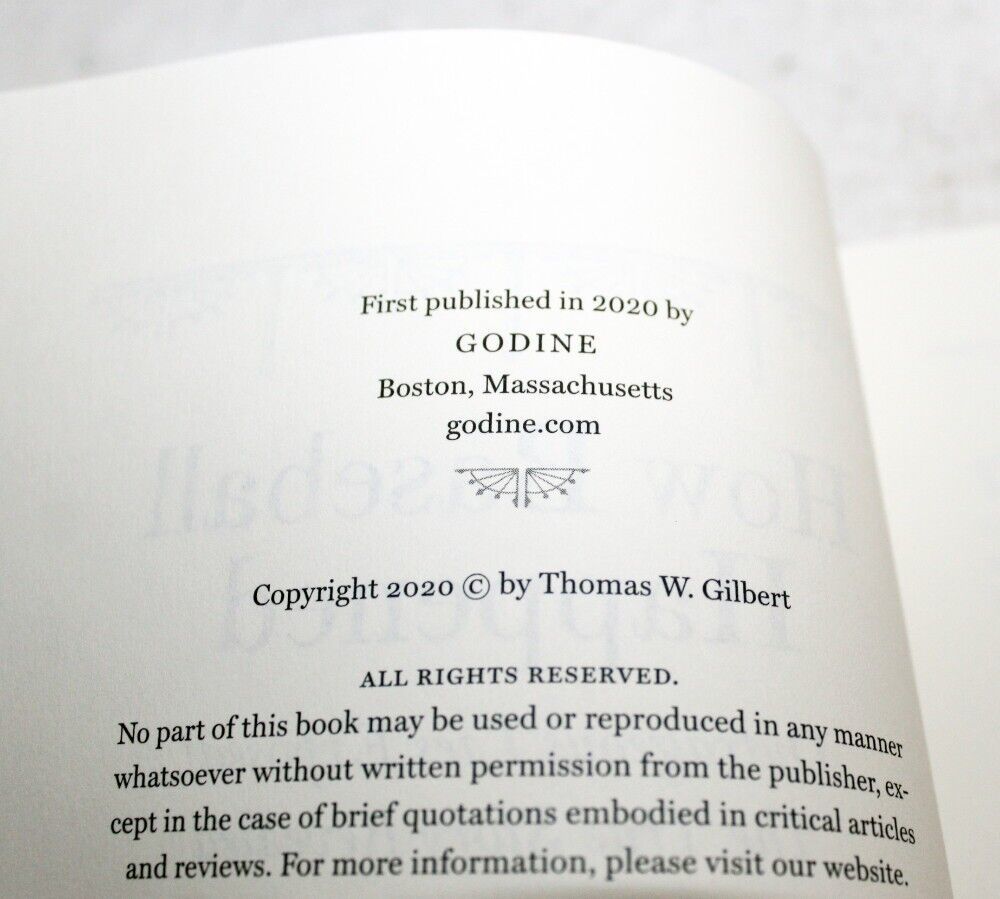 First published in 2020 by
GODINE
Boston, Massachusetts
godine.com
How Baseball
Happened
Copyright 2020 © by Thomas W. Gilbert
ALL RIGHTS RESERVED.
No part of this book may be used or reproduced in any manner
whatsoever without written permission from the publisher, ex-
cept in the case of brief quotations embodied in critical articles
and reviews. For more information, please visit our website.